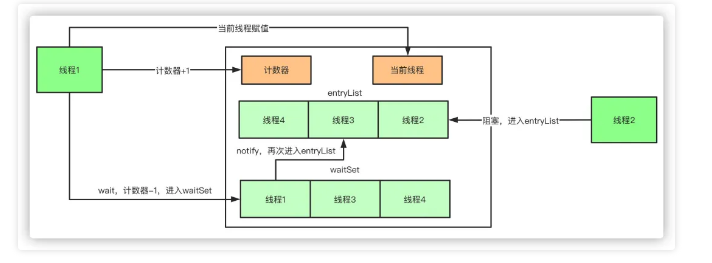 当前线程赋值
线程1
计数器+1
计数器
当前线程
entryList
线程4
线程3
线程2
阻塞，进入entryList
线程2
notify，再次进入entryList
waitSet
wait，计数器-1，进入waitSet
线程1
线程3
线程4